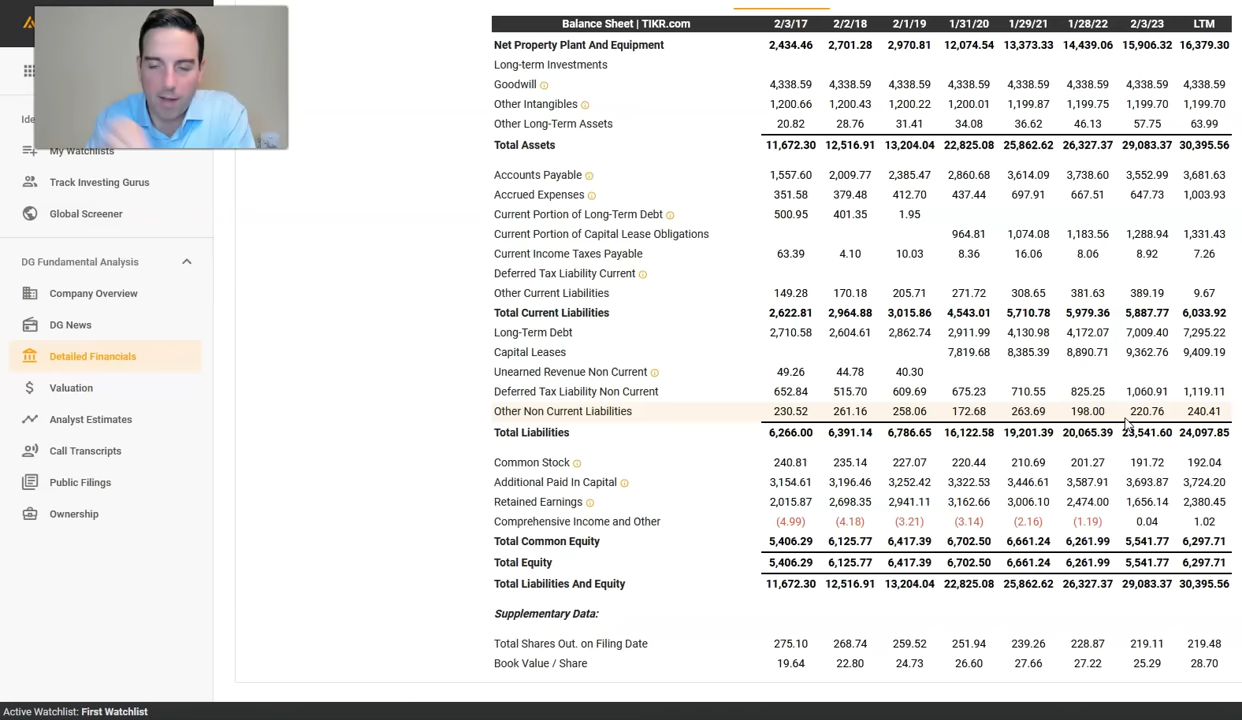 Balance Sheet | TIKR.com 2/3/17 2/2/18 2/1/19 1/31/20 1/29/21 1/28/22 2/3/23 LTM
Net Property Plant And Equipment 2,434.46 2,701.28 2,970.81 12,074.54 13,373.33 14,439.06 15,906.32 16,379.30
Long-term Investments
Goodwill 4,338.59 4,338.59 4,338.59 4,338.59 4,338.59 4,338.59 4,338.59 4,338.59
Other Intangibles 1,200.66 1,200.43 1,200.22 1,200.01 1,199.87 1,199.75 1,199.70 1,199.70
Other Long-Term Assets 20.82 28.76 31.41 34.08 36.62 46.13 57.75 63.99
Total Assets 11,672.30 12,516.91 13,204.04 22,825.08 25,862.62 26,327.37 29,083.37 30,395.56
Accounts Payable 1,557.60 2,009.77 2,385.47 2,860.68 3,614.09 3,738.60 3,552.99 3,681.63
Accrued Expenses 351.58 379.48 412.70 437.44 697.91 667.51 647.73 1,003.93
Current Portion of Long-Term Debt 500.95 401.35 1.95
Current Portion of Capital Lease Obligations 964.81 1,074.08 1,183.56 1,288.94 1,331.43
Current Income Taxes Payable 63.39 4.10 10.03 8.36 16.06 8.06 8.92 7.26
Deferred Tax Liability Current
Other Current Liabilities 149.28 170.18 205.71 271.72 308.65 381.63 389.19 9.67
Total Current Liabilities 2,622.81 2,964.88 3,015.86 4,543.01 5,710.78 5,979.36 5,887.77 6,033.92
Long-Term Debt 2,710.58 2,604.61 2,862.74 2,911.99 4,130.98 4,172.07 7,009.40 7,295.22
Capital Leases 7,819.68 8,385.39 8,890.71 9,362.76 9,409.19
Unearned Revenue Non Current 49.26 44.78 40.30
Deferred Tax Liability Non Current 652.84 515.70 609.69 675.23 710.55 825.25 1,060.91 1,119.11
Other Non Current Liabilities 230.52 261.16 258.06 172.68 263.69 198.00 220.76 240.41
Total Liabilities 6,266.00 6,391.14 6,786.65 16,122.58 19,201.39 20,065.39 23,541.60 24,097.85
Common Stock 240.81 235.14 227.07 220.44 210.69 201.27 191.72 192.04
Additional Paid In Capital 3,154.61 3,196.46 3,252.42 3,322.53 3,446.61 3,587.91 3,693.87 3,724.20
Retained Earnings 2,015.87 2,698.35 2,941.11 3,162.66 3,006.10 2,474.00 1,656.14 2,380.45
Comprehensive Income and Other (4.99) (4.18) (3.21) (3.14) (2.16) (1.19) 0.04 1.02
Total Common Equity 5,406.29 6,125.77 6,417.39 6,702.50 6,661.24 6,261.99 5,541.77 6,297.71
Total Equity 5,406.29 6,125.77 6,417.39 6,702.50 6,661.24 6,261.99 5,541.77 6,297.71
Total Liabilities And Equity 11,672.30 12,516.91 13,204.04 22,825.08 25,862.62 26,327.37 29,083.37 30,395.56
Supplementary Data:
Total Shares Out. on Filing Date 275.10 268.74 259.52 251.94 239.26 228.87 219.11 219.48
Book Value / Share 19.64 22.80 24.73 26.60 27.66 27.22 25.29 28.70
My Watchlists
Track Investing Gurus
Global Screener
DG Fundamental Analysis
Company Overview
DG News
Detailed Financials
Valuation
Analyst Estimates
Call Transcripts
Public Filings
Ownership
Active Watchlist: First Watchlist